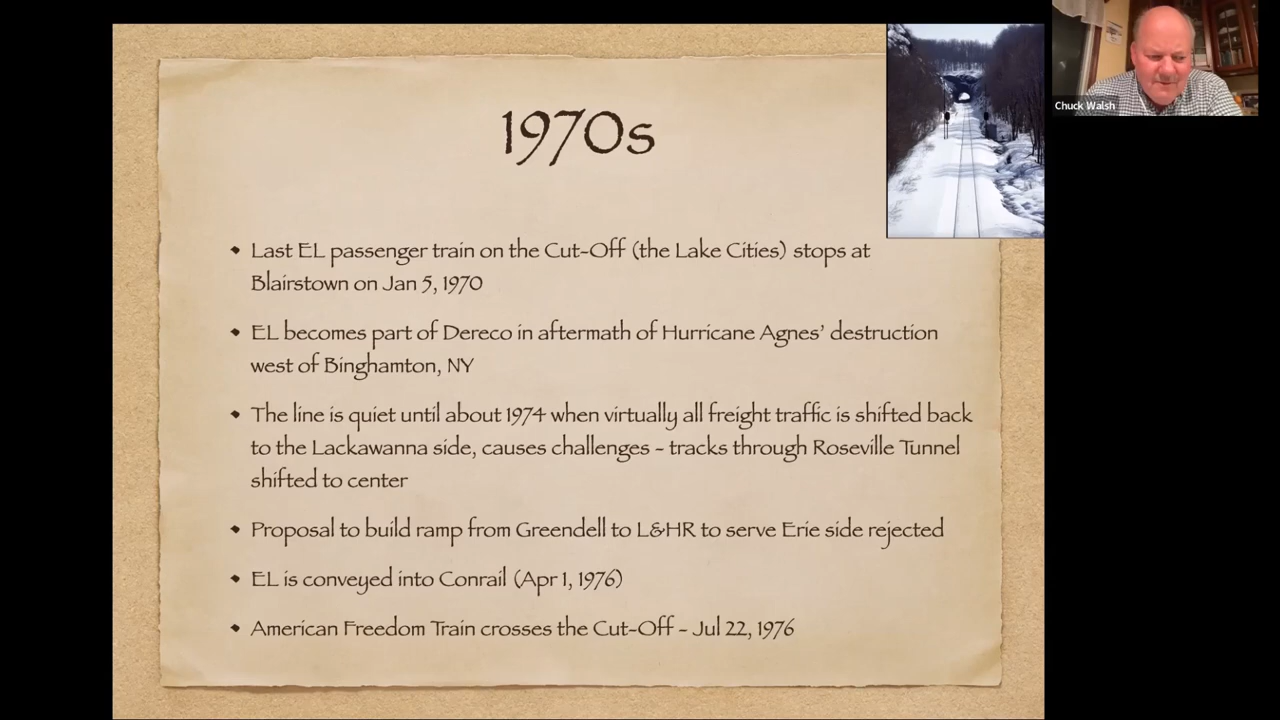 1970s
Chuck Walsh
• Last EL passenger train on the Cut-Off (the Lake Cities) stops at
Blairstown on Jan 5, 1970
• EL becomes part of Dereco in aftermath of Hurricane Agnes' destruction
west of Binghamton, NY
• The line is quiet until about 1974 when virtually all freight traffic is shifted back
to the Lackawanna side, causes challenges - tracks through Roseville Tunnel
shifted to center
• Proposal to build ramp from Greendell to L&HR to serve Erie side rejected
• EL is conveyed into Conrail (Apr 1, 1976)
• American Freedom Train crosses the Cut-Off - Jul 22, 1976